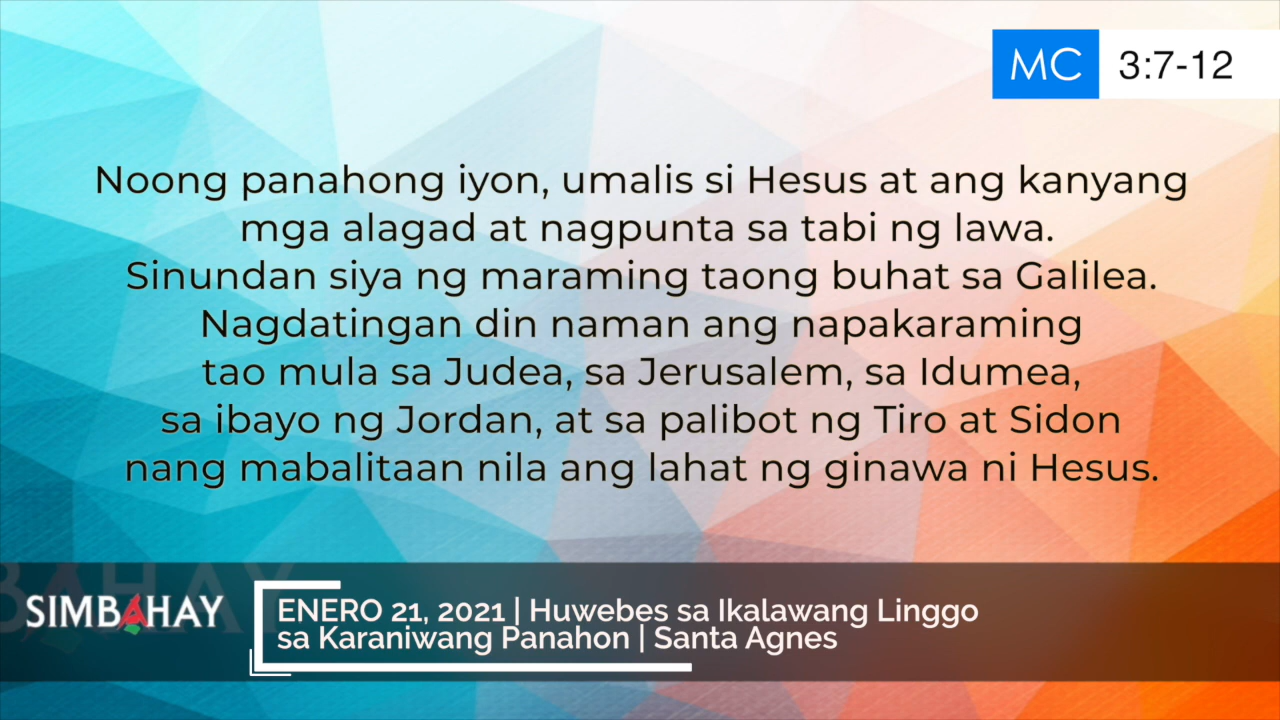 MC 3:7-12
Noong panahong iyon, umalis si Hesus at ang kanyang
mga alagad at nagpunta sa tabi ng lawa.
Sinundan siya ng maraming taong buhat sa Galilea.
Nagdatingan din naman ang napakaraming
tao mula sa Judea, sa Jerusalem, sa Idumea,
sa ibayo ng Jordan, at sa palibot ng Tiro at Sidon
nang mabalitaan nila ang lahat ng ginawa ni Hesus.
SIMBAHAY
ENERO 21, 2021 | Huwebes sa Ikalawang Linggo
sa Karaniwang Panahon | Santa Agnes